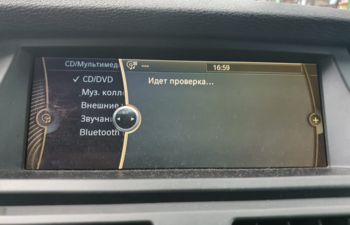 CD/Мультимед
--- 16:59
✓ CD/DVD
Идет проверка...
Муз. колл
Внешние
Звучан
Bluetooth